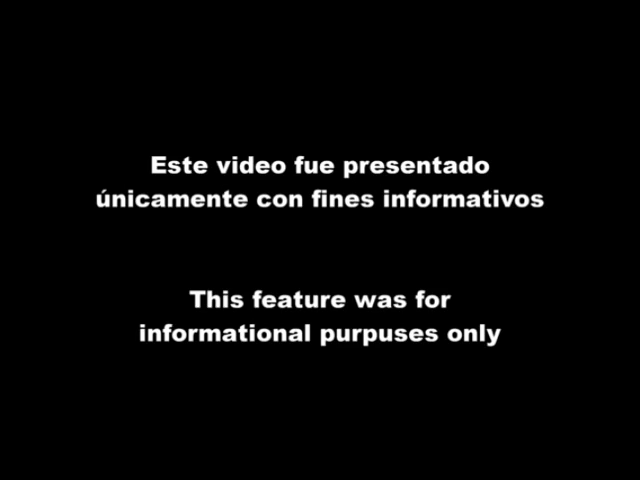 Este video fue presentado
únicamente con fines informativos
This feature was for
informational purpuses only